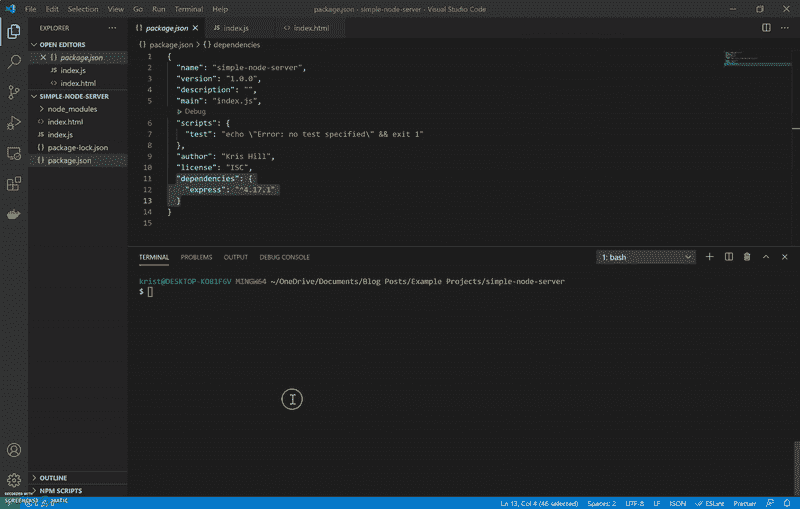 File Edit Selection View Go Run Terminal Help
package.json - simple-node-server - Visual Studio Code
EXPLORER
OPEN EDITORS
package.json
index.js
index.html
SIMPLE-NODE-SERVER
node_modules
index.html
index.js
package-lock.json
package.json
OUTLINE
NPM SCRIPTS
package.json index.js index.html
package.json > {} dependencies
1 {
2 "name": "simple-node-server",
3 "version": "1.0.0",
4 "description": "",
5 "main": "index.js",
Debug
6 "scripts": {
7 "test": "echo \"Error: no test specified\" && exit 1"
8 },
9 "author": "Kris Hill",
10 "license": "ISC",
11 "dependencies": {
12 "express": "^4.17.1"
13 }
14 }
15
TERMINAL PROBLEMS OUTPUT DEBUG CONSOLE
1: bash
krist@DESKTOP-KO81F6V MINGW64 ~/OneDrive/Documents/Blog Posts/Example Projects/simple-node-server
$
RECORDED WITH
Ln 13, Col 4 (46 selected) Spaces: 2 UTF-8 LF JSON ESLint Prettier